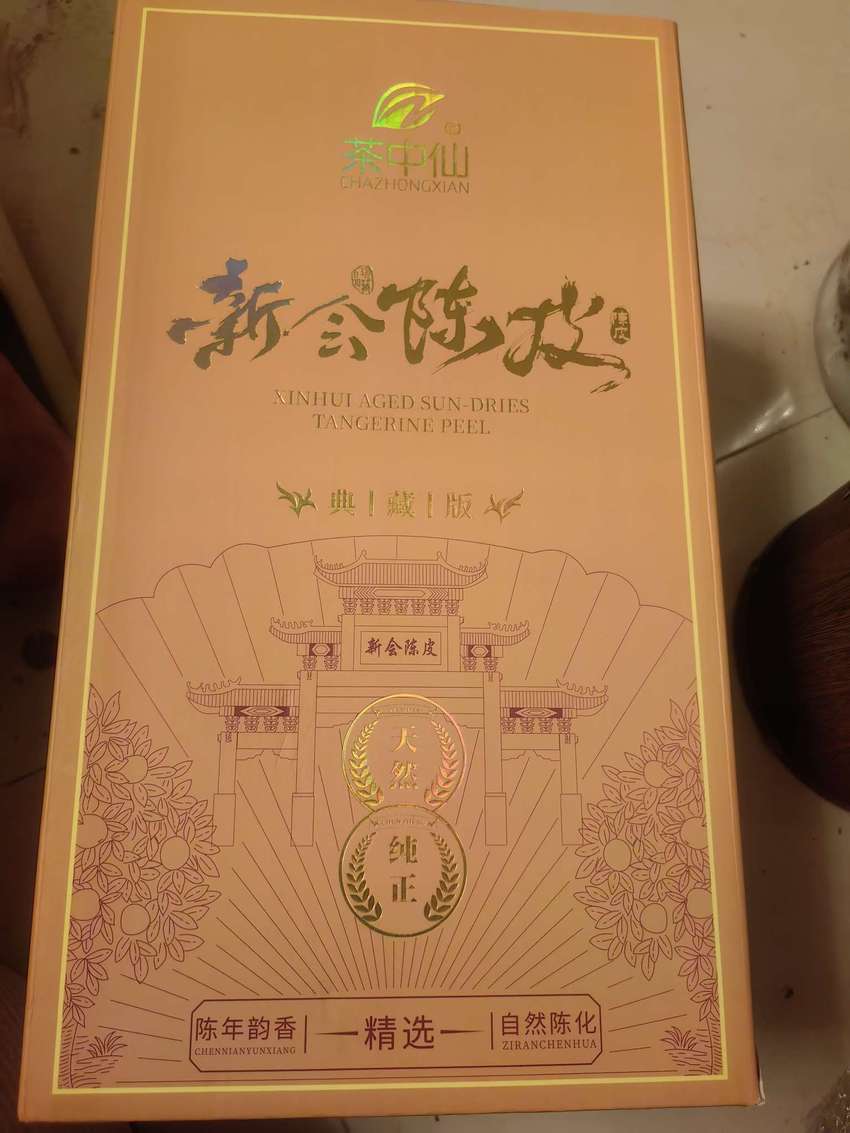 茶中仙
CHAZHONGXIAN
新会陈皮
XINHUI AGED SUN-DRIES
TANGERINE PEEL
典藏版
新会陈皮
天然
纯正
陈年韵香 精选 自然陈化
CHENNIANYUNXIANG ZIRANCHENHUA